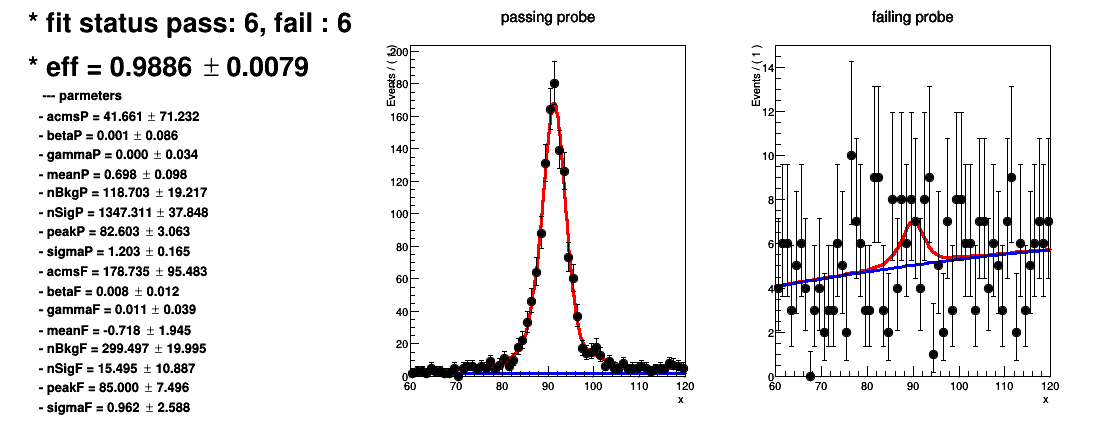 * fit status pass: 6, fail : 6
* eff = 0.9886 ± 0.0079
--- parmeters
- acmsP = 41.661 ± 71.232
- betaP = 0.001 ± 0.086
- gammaP = 0.000 ± 0.034
- meanP = 0.698 ± 0.098
- nBkgP = 118.703 ± 19.217
- nSigP = 1347.311 ± 37.848
- peakP = 82.603 ± 3.063
- sigmaP = 1.203 ± 0.165
- acmsF = 178.735 ± 95.483
- betaF = 0.008 ± 0.012
- gammaF = 0.011 ± 0.039
- meanF = -0.718 ± 1.945
- nBkgF = 299.497 ± 19.995
- nSigF = 15.495 ± 10.887
- peakF = 85.000 ± 7.496
- sigmaF = 0.962 ± 2.588
passing probe
Events / ( 1 )
200
180
160
140
120
100
80
60
40
20
0
60 70 80 90 100 110 120
x
failing probe
Events / ( 1 )
14
12
10
8
6
4
2
0
60 70 80 90 100 110 120
x